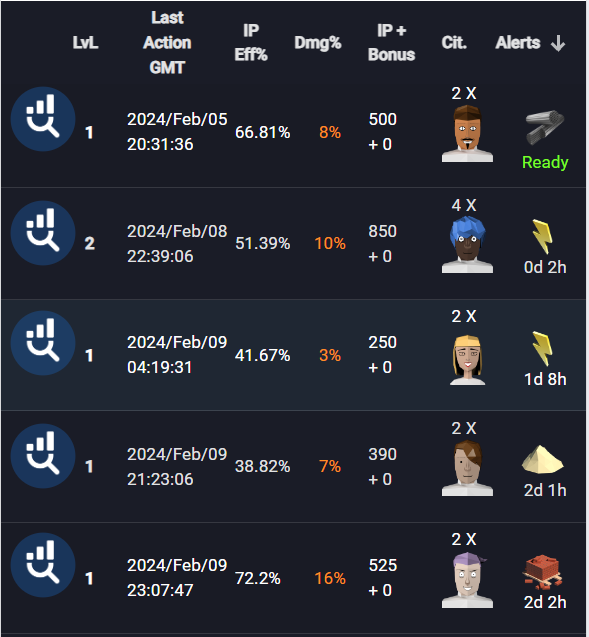 LvL Last Action GMT IP Eff% Dmg% IP + Bonus Cit. Alerts
1 2024/Feb/05 20:31:36 66.81% 8% 500 + 0 2 X Ready
2 2024/Feb/08 22:39:06 51.39% 10% 850 + 0 4 X 0d 2h
1 2024/Feb/09 04:19:31 41.67% 3% 250 + 0 2 X 1d 8h
1 2024/Feb/09 21:23:06 38.82% 7% 390 + 0 2 X 2d 1h
1 2024/Feb/09 23:07:47 72.2% 16% 525 + 0 2 X 2d 2h